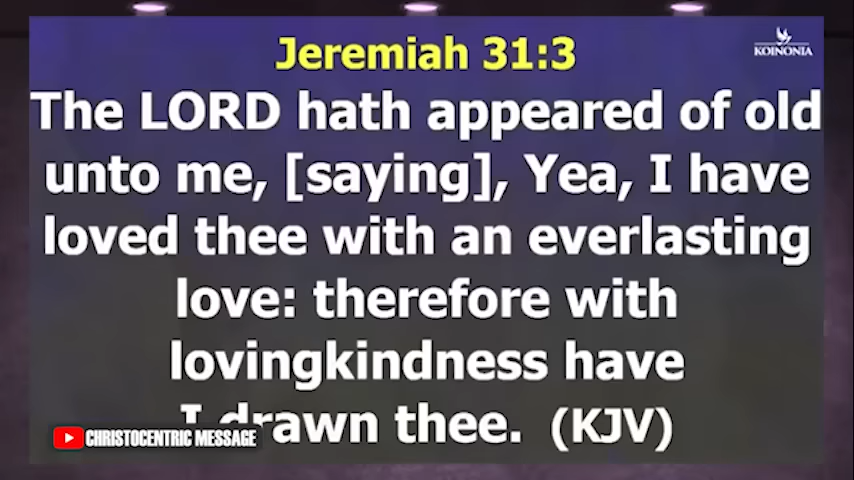 Jeremiah 31:3
KOINONIA
The LORD hath appeared of old
unto me, [saying], Yea, I have
loved thee with an everlasting
love: therefore with
lovingkindness have
I drawn thee. (KJV)
CHRISTOCENTRIC MESSAGE